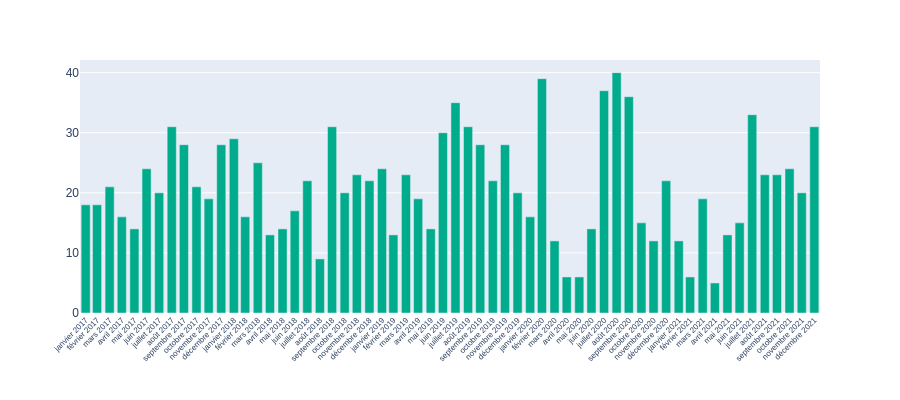 40
30
20
10
0
janvier 2017
février 2017
mars 2017
avril 2017
mai 2017
juin 2017
juillet 2017
août 2017
septembre 2017
octobre 2017
novembre 2017
décembre 2017
janvier 2018
février 2018
mars 2018
avril 2018
mai 2018
juin 2018
juillet 2018
août 2018
septembre 2018
octobre 2018
novembre 2018
décembre 2018
janvier 2019
février 2019
mars 2019
avril 2019
mai 2019
juin 2019
juillet 2019
août 2019
septembre 2019
octobre 2019
novembre 2019
décembre 2019
janvier 2020
février 2020
mars 2020
avril 2020
mai 2020
juin 2020
juillet 2020
août 2020
septembre 2020
octobre 2020
novembre 2020
décembre 2020
janvier 2021
février 2021
mars 2021
avril 2021
mai 2021
juin 2021
juillet 2021
août 2021
septembre 2021
octobre 2021
novembre 2021
décembre 2021